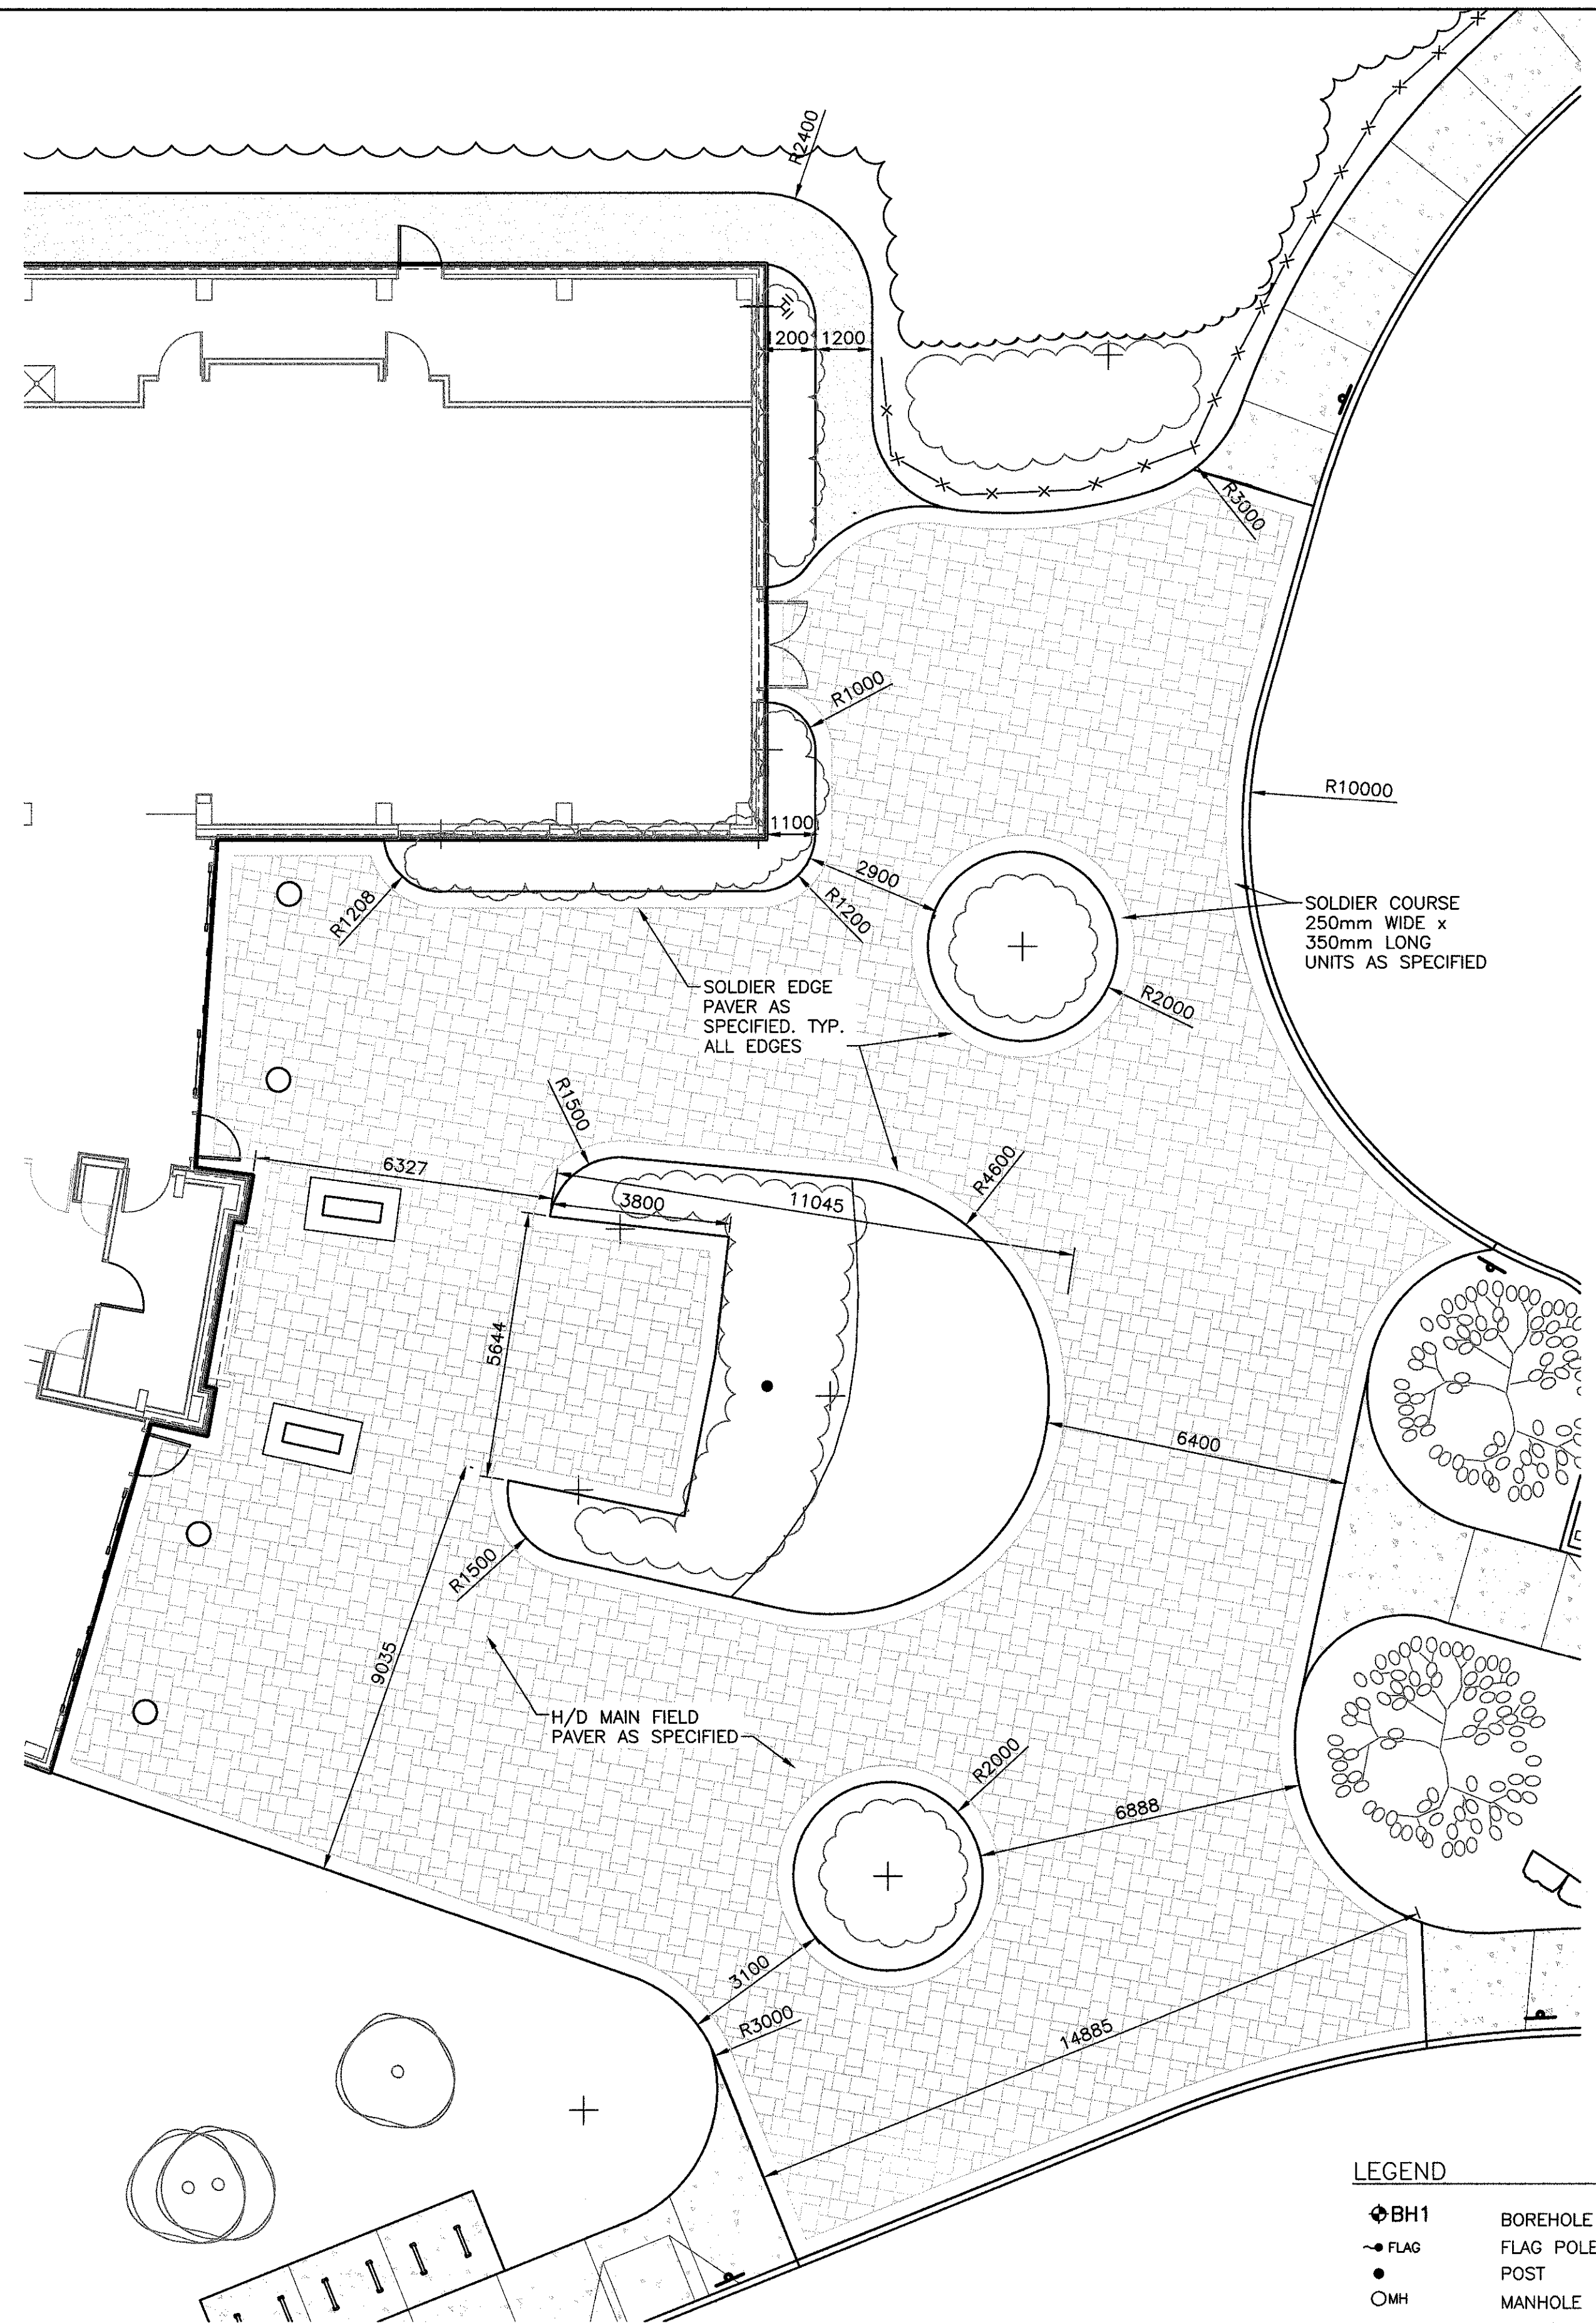 R2400
1200
1200
R3000
R1000
R10000
1100
2900
R1208
R1200
SOLDIER COURSE
250mm WIDE x
350mm LONG
UNITS AS SPECIFIED
SOLDIER EDGE
PAVER AS
SPECIFIED. TYP.
ALL EDGES
R2000
R1500
6327
R4600
3800
11045
5644
6400
R1500
9035
H/D MAIN FIELD
PAVER AS SPECIFIED
R2000
6888
3100
R3000
14885
LEGEND
BH1 BOREHOLE
FLAG FLAG POLE
POST
MH MANHOLE